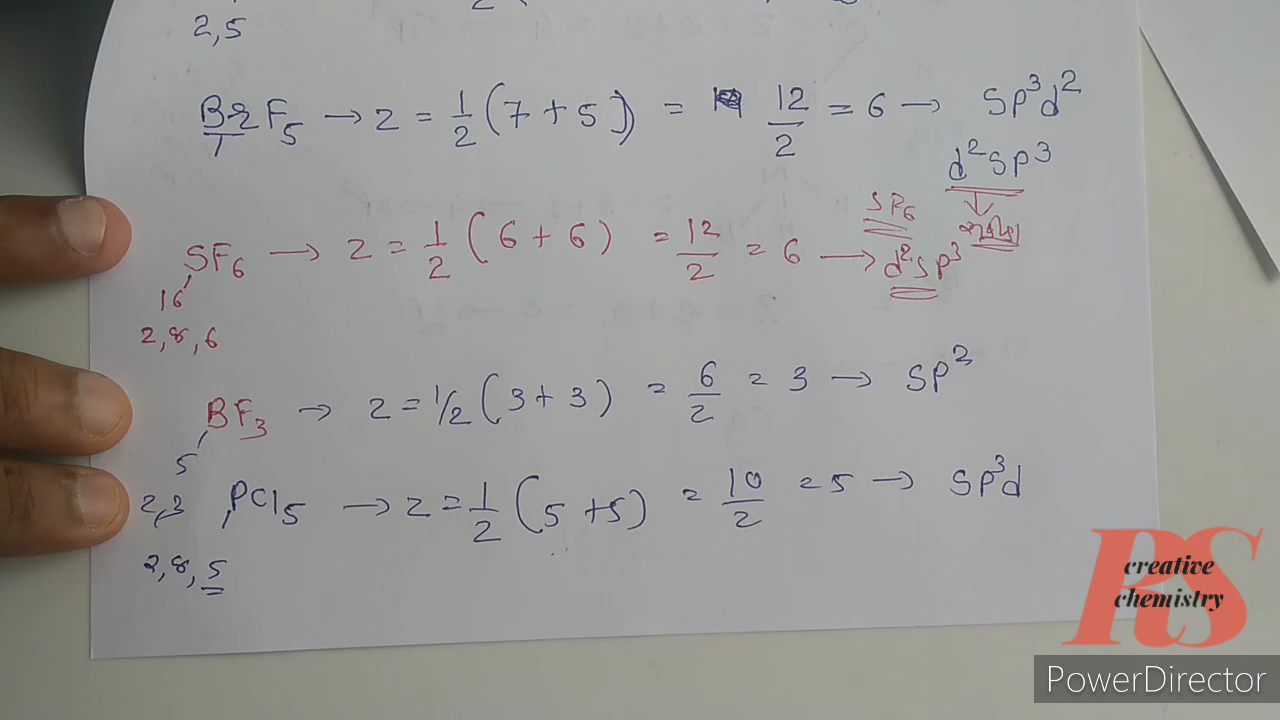 2,5
BrF5 → Z = 1/2 (7 + 5) = 12/2 = 6 → SP³d²
d²SP³
SF6 → Z = 1/2 (6 + 6) = 12/2 = 6 → d²SP³
16
2,8,6
BF3 → Z = 1/2 (3 + 3) = 6/2 = 3 → SP²
5
2,3
PCl5 → Z = 1/2 (5 + 5) = 10/2 = 5 → SP³d
2,8,5
RS
creative
chemistry
PowerDirector